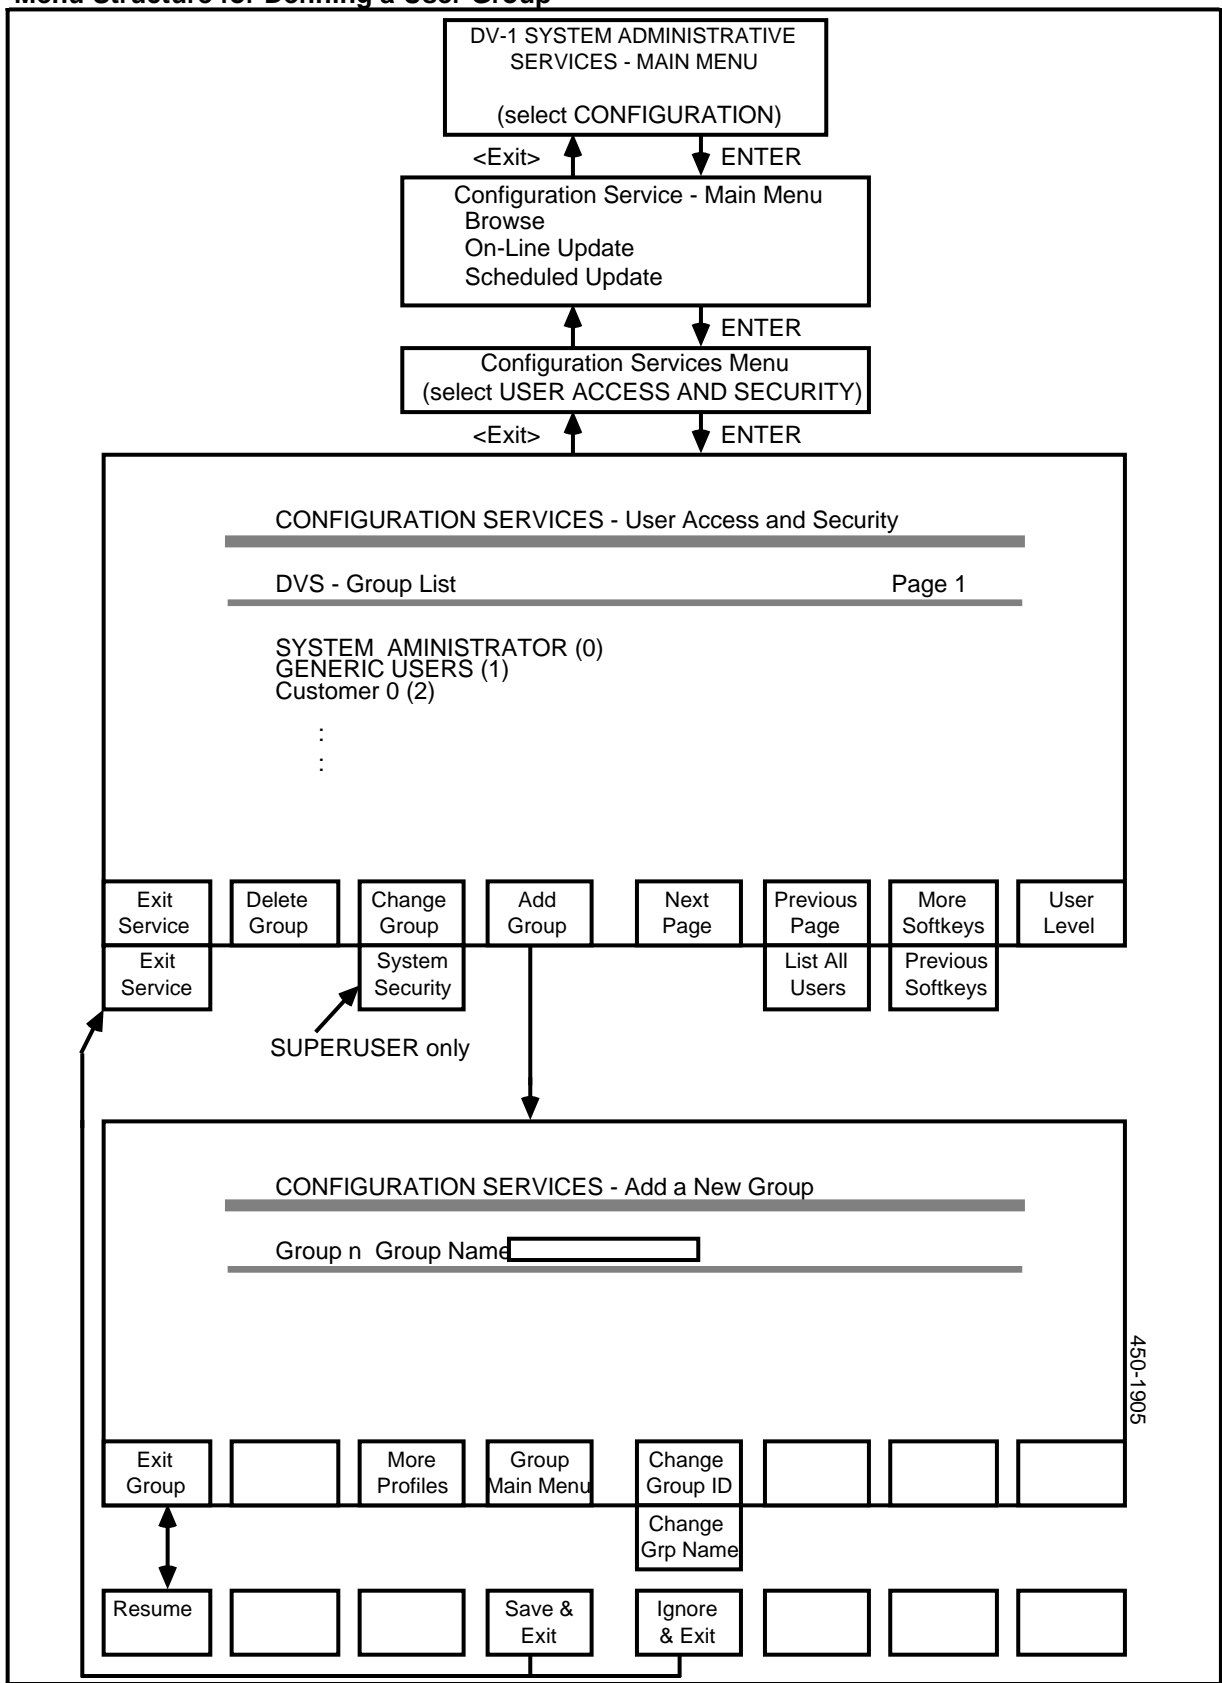 Menu Structure for Defining a User Group
DV-1 SYSTEM ADMINISTRATIVE
SERVICES - MAIN MENU
(select CONFIGURATION)
<Exit> ENTER
Configuration Service - Main Menu
Browse
On-Line Update
Scheduled Update
ENTER
Configuration Services Menu
(select USER ACCESS AND SECURITY)
<Exit> ENTER
CONFIGURATION SERVICES - User Access and Security
DVS - Group List Page 1
SYSTEM AMINISTRATOR (0)
GENERIC USERS (1)
Customer 0 (2)
:
:
Exit Service
Delete Group
Change Group
Add Group
Next Page
Previous Page
More Softkeys
User Level
Exit Service
System Security
List All Users
Previous Softkeys
SUPERUSER only
CONFIGURATION SERVICES - Add a New Group
Group n Group Name
450-1905
Exit Group
More Profiles
Group Main Menu
Change Group ID
Change Grp Name
Resume
Save & Exit
Ignore & Exit